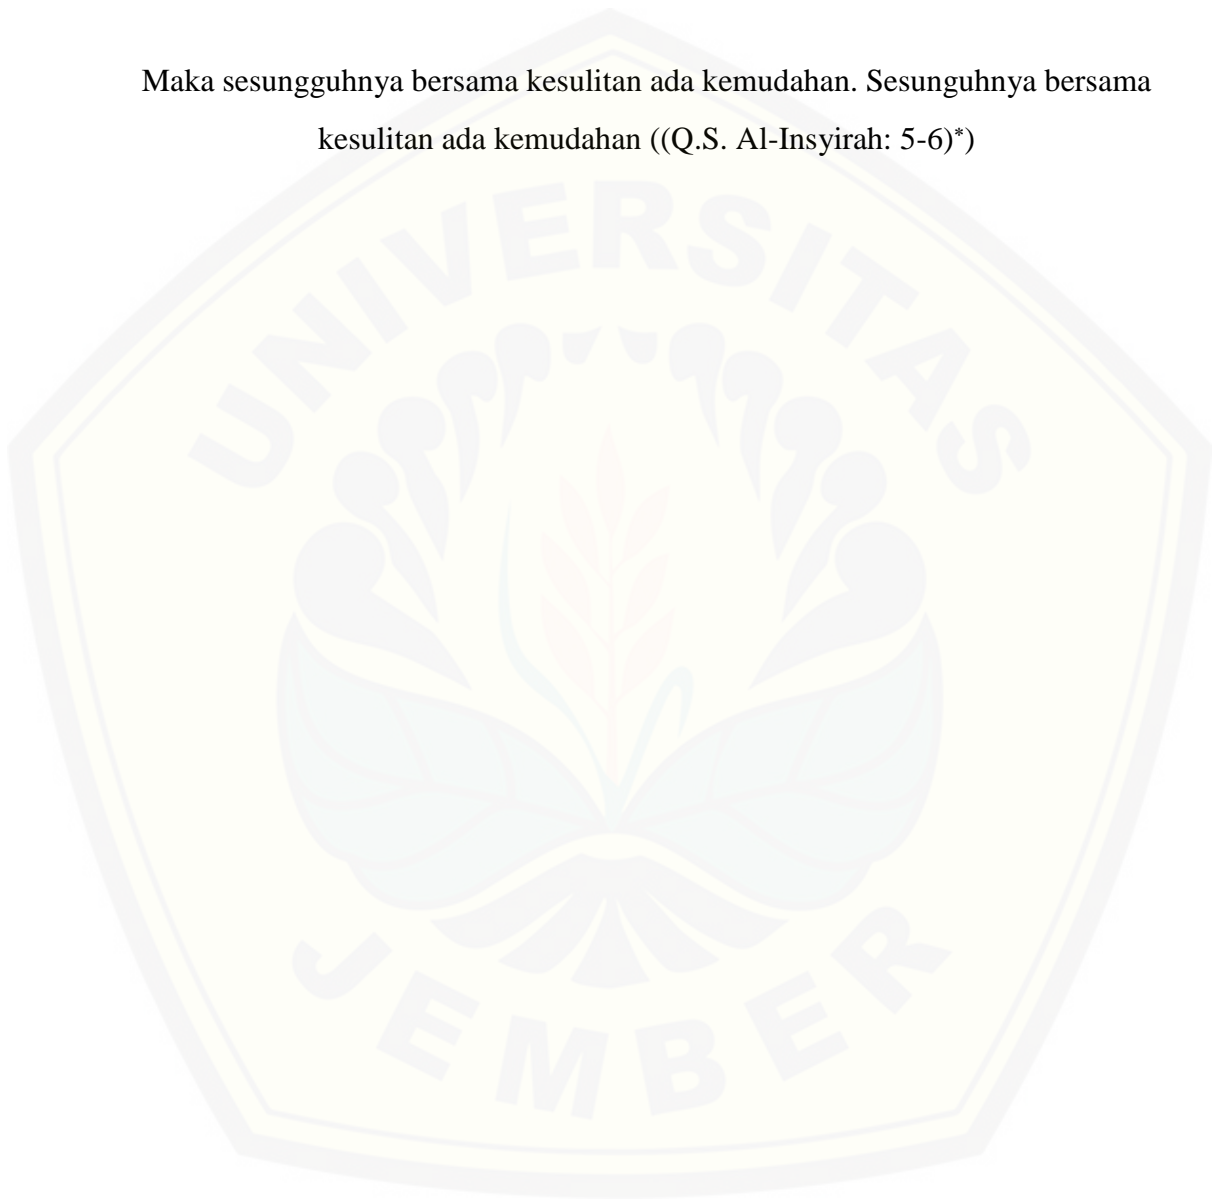 Maka sesungguhnya bersama kesulitan ada kemudahan. Sesunguhnya bersama
kesulitan ada kemudahan ((Q.S. Al-Insyirah: 5-6)*)
UNIVERSITAS
JEMBER